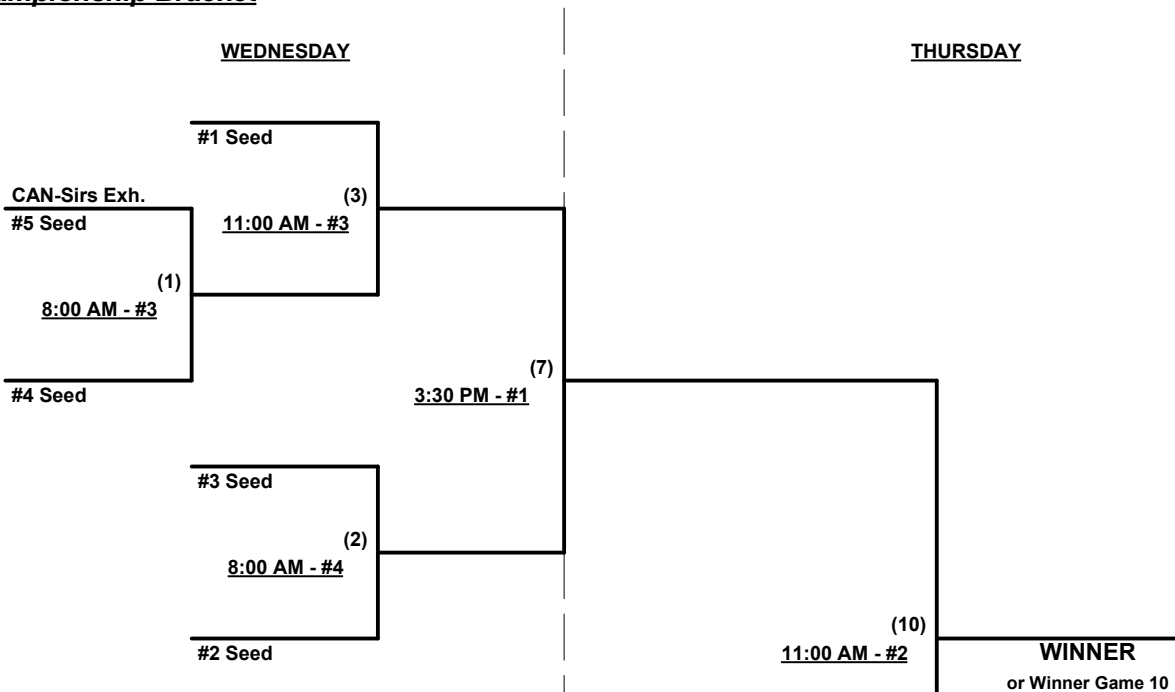 WEDNESDAY
THURSDAY
#1 Seed
CAN-Sirs Exh.
(3)
#5 Seed
11:00 AM - #3
(1)
8:00 AM - #3
(7)
#4 Seed
3:30 PM - #1
#3 Seed
(2)
8:00 AM - #4
(10)
#2 Seed
11:00 AM - #2
WINNER
or Winner Game 10